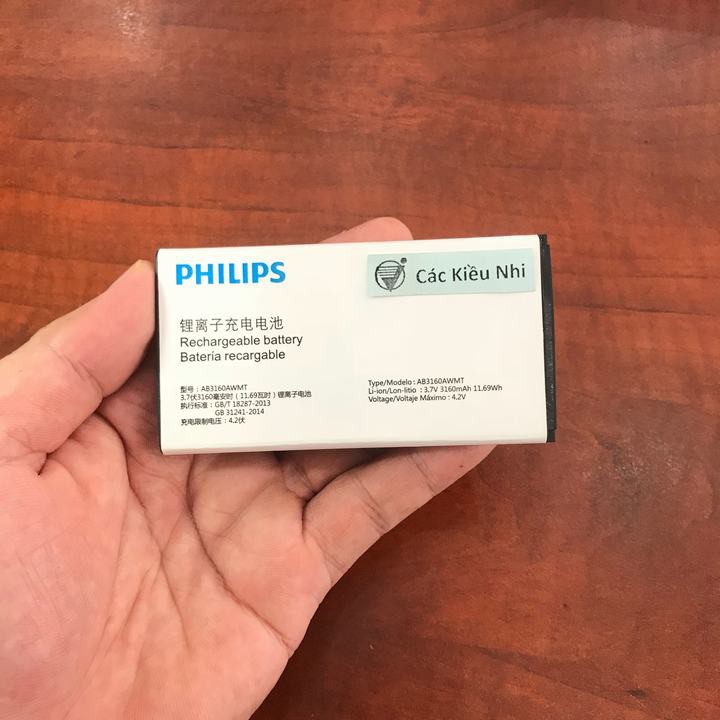 PHILIPS
Các Kiều Nhi
锂离子充电电池
Rechargeable battery
Bateria recargable
型号：AB3160AWMT
3.7伏3160毫安时（11.69瓦时）锂离子电池
执行标准：GB/T 18287-2013
GB 31241-2014
充电限制电压：4.2伏
Type/Modelo : AB3160AWMT
Li-ion/Lon-litio : 3.7V 3160mAh 11.69Wh
Voltage/Voltaje Máximo : 4.2V